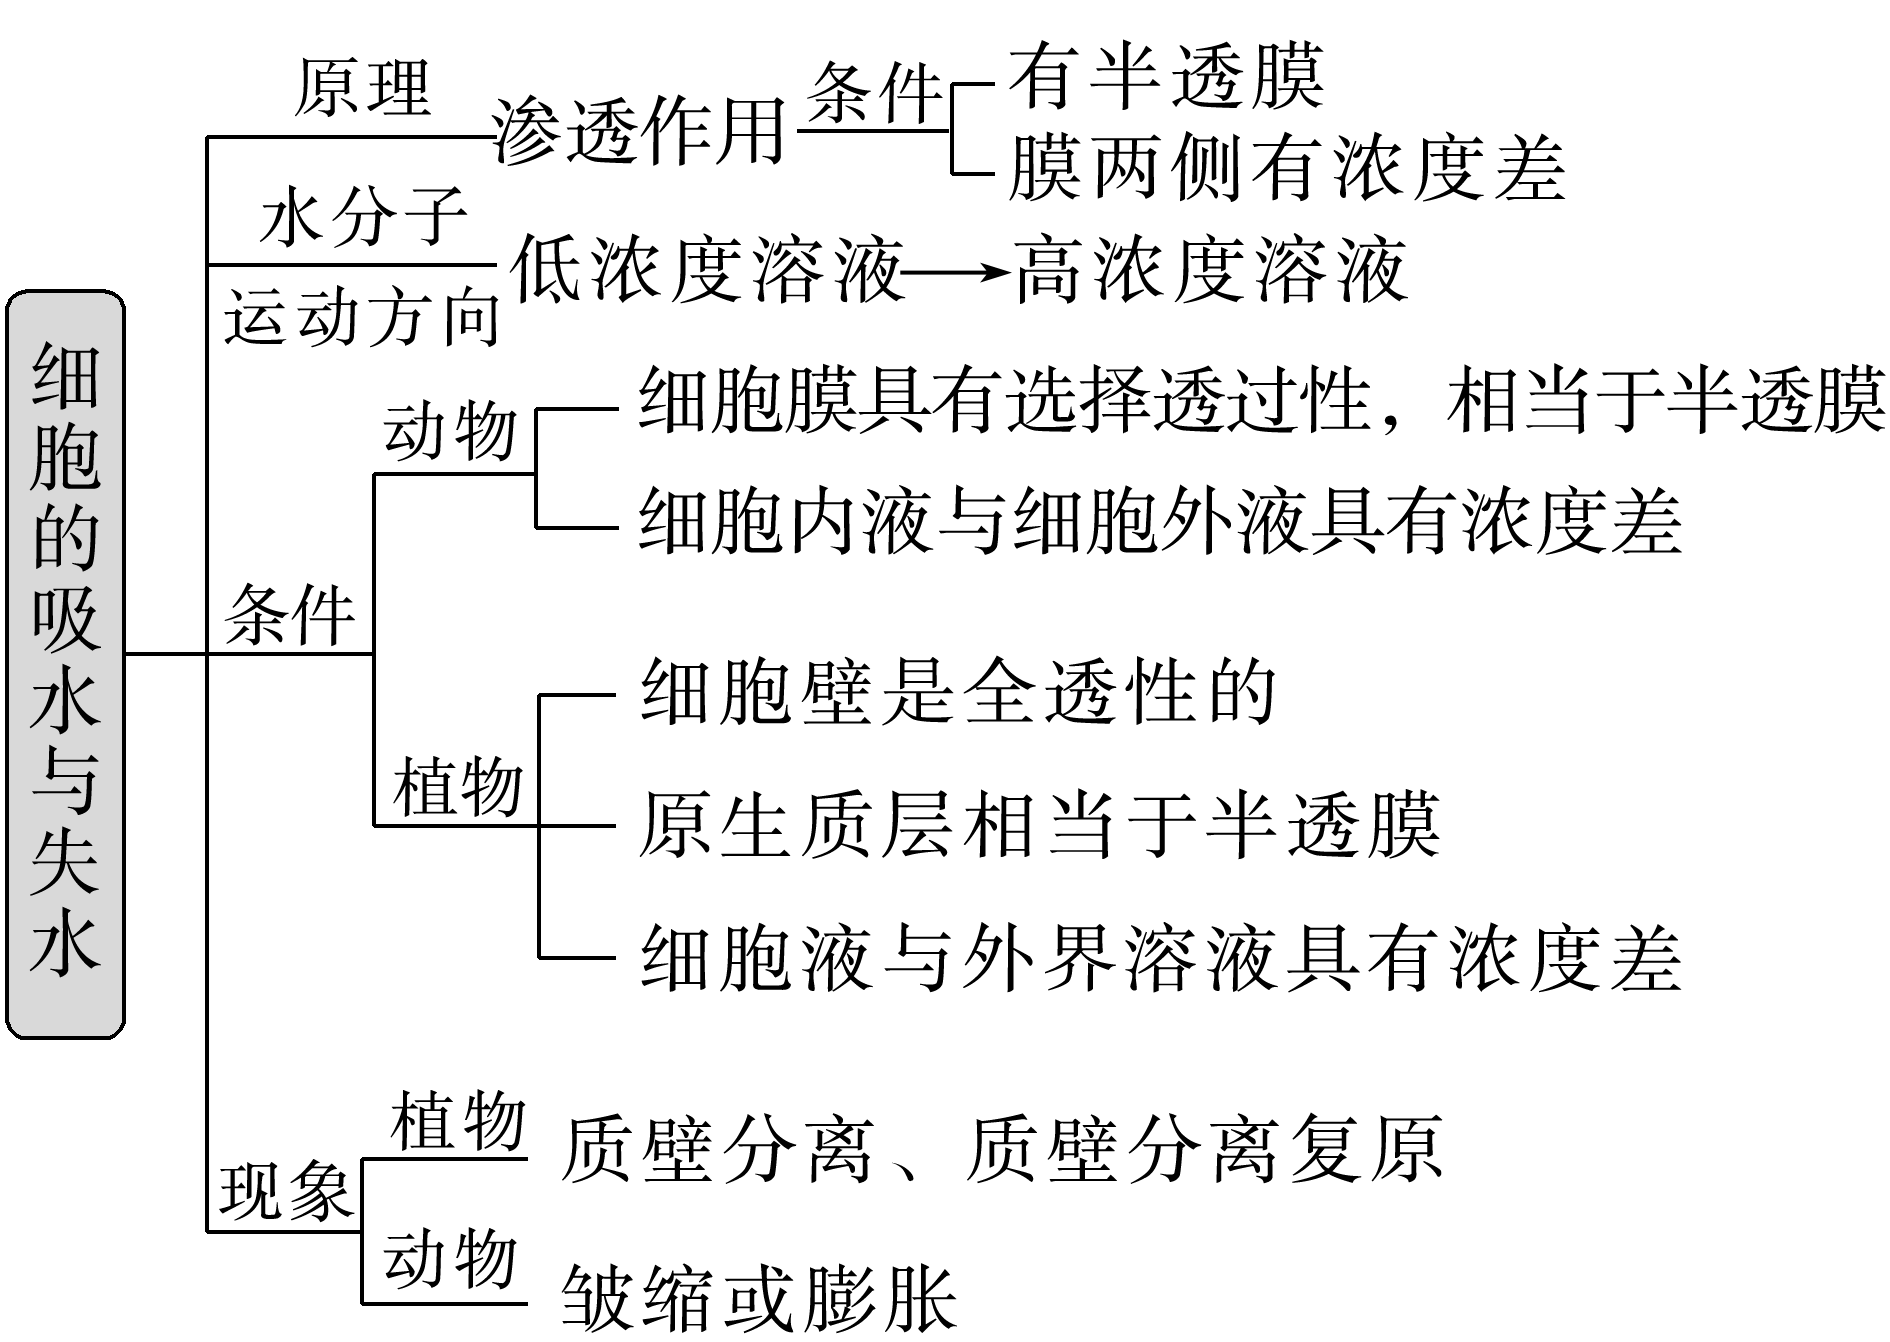 细胞的吸水与失水
原理
渗透作用
条件
有半透膜
膜两侧有浓度差
水分子
运动方向
低浓度溶液
高浓度溶液
条件
动物
细胞膜具有选择透过性，相当于半透膜
细胞内液与细胞外液具有浓度差
植物
细胞壁是全透性的
原生质层相当于半透膜
细胞液与外界溶液具有浓度差
现象
植物
质壁分离、质壁分离复原
动物
皱缩或膨胀